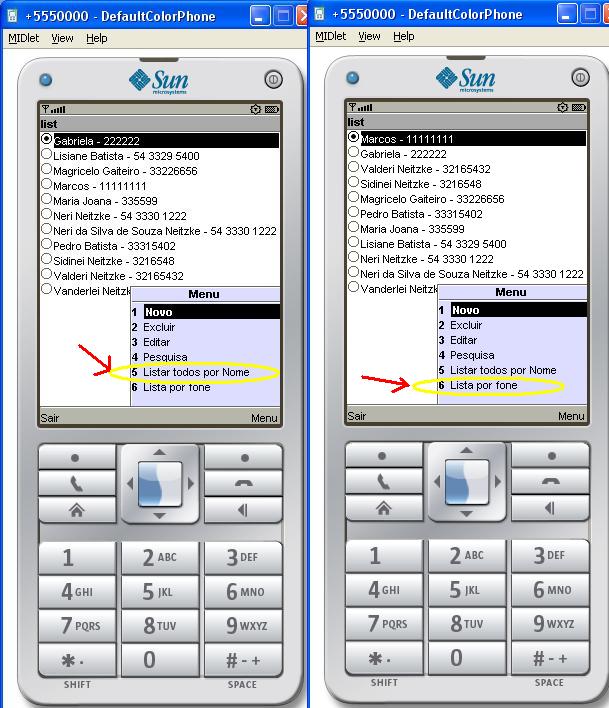 +5550000 - DefaultColorPhone
MIDlet View Help
Sun
microsystems
list
Gabriela - 222222
Lisiane Batista - 54 3329 5400
Magricelo Gaiteiro - 33226656
Marcos - 11111111
Maria Joana - 335599
Neri Neitzke - 54 3330 1222
Neri da Silva de Souza Neitzke - 54 3330 1222
Pedro Batista - 33315402
Sidinei Neitzke - 3216548
Valderi Neitzke - 32165432
Vanderlei Neitzk
Menu
1 Novo
2 Excluir
3 Editar
4 Pesquisa
5 Listar todos por Nome
6 Lista por fone
Sair Menu
1 2 ABC 3 DEF
4 GHI 5 JKL 6 MNO
7 PQRS 8 TUV 9 WXYZ
* . 0 # - +
SHIFT SPACE
+5550000 - DefaultColorPhone
MIDlet View Help
Sun
microsystems
list
Marcos - 11111111
Gabriela - 222222
Valderi Neitzke - 32165432
Sidinei Neitzke - 3216548
Magricelo Gaiteiro - 33226656
Pedro Batista - 33315402
Maria Joana - 335599
Lisiane Batista - 54 3329 5400
Neri Neitzke - 54 3330 1222
Neri da Silva de Souza Neitzke - 54 3330 1222
Vanderlei Neitzk
Menu
1 Novo
2 Excluir
3 Editar
4 Pesquisa
5 Listar todos por Nome
6 Lista por fone
Sair Menu
1 2 ABC 3 DEF
4 GHI 5 JKL 6 MNO
7 PQRS 8 TUV 9 WXYZ
* . 0 # - +
SHIFT SPACE